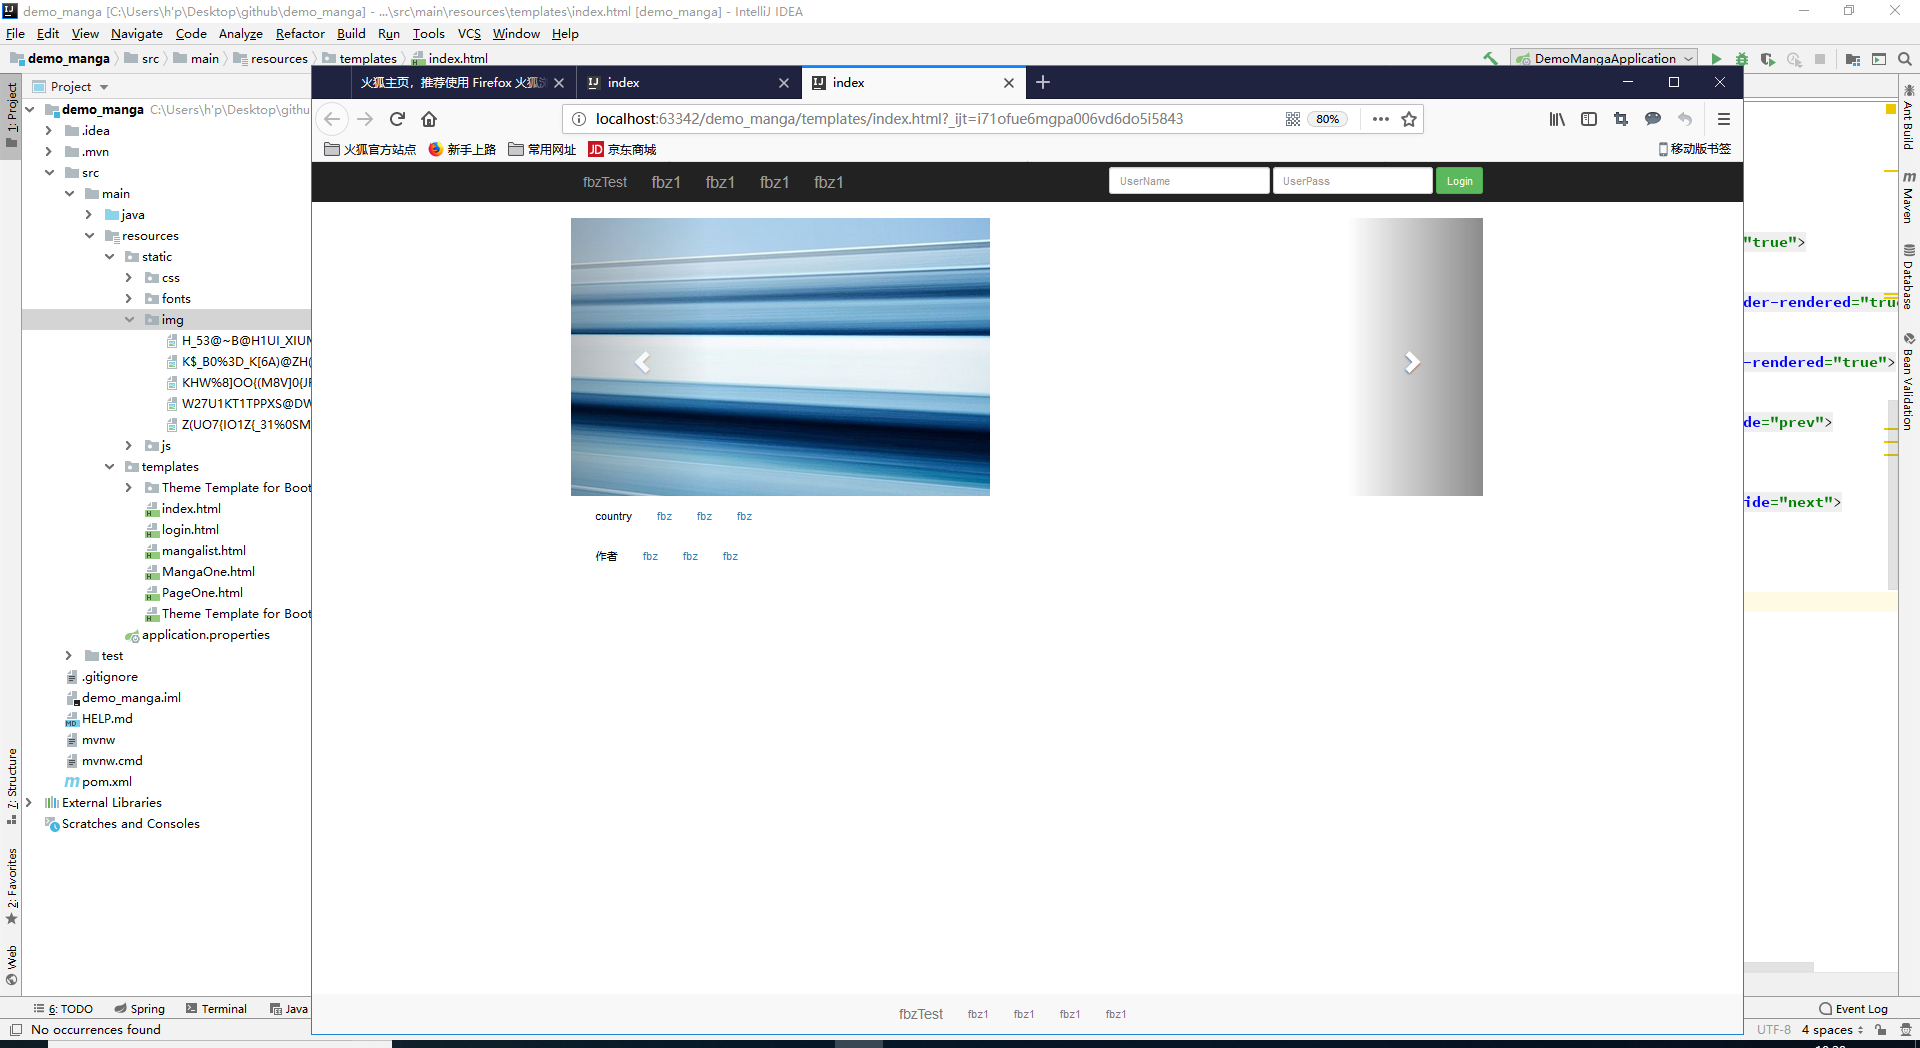 demo_manga [C:\Users\h'p\Desktop\github\demo_manga] - ...\src\main\resources\templates\index.html [demo_manga] - IntelliJ IDEA
File Edit View Navigate Code Analyze Refactor Build Run Tools VCS Window Help
demo_manga src main resources templates index.html DemoMangaApplication
Project
火狐主页，推荐使用 Firefox 火狐
index
index
demo_manga C:\Users\h'p\Desktop\githu
localhost:63342/demo_manga/templates/index.html?_ijt=i71ofue6mgpa006vd6do5i5843 80%
火狐官方站点 新手上路 常用网址 JD 京东商城 移动版书签
fbzTest fbz1 fbz1 fbz1 fbz1 UserName UserPass Login
country fbz fbz fbz
作者 fbz fbz fbz
fbzTest fbz1 fbz1 fbz1 fbz1
.idea
.mvn
src
main
java
resources
static
css
fonts
img
H_53@~B@H1UI_XIUM
K$_B0%3D_K[6A)@ZH(
KHW%8]OO{(M8V]0(JF
W27U1KT1TPPXS@DW
Z(UO7{IO1Z{_31%0SM
js
templates
Theme Template for Boot
index.html
login.html
mangalist.html
MangaOne.html
PageOne.html
Theme Template for Boot
application.properties
test
.gitignore
demo_manga.iml
HELP.md
mvnw
mvnw.cmd
pom.xml
External Libraries
Scratches and Consoles
"true">
der-rendered="true
-rendered="true">
de="prev">
ide="next">
1: Project
7: Structure
2: Favorites
Web
Ant Build
Maven
Database
Bean Validation
6: TODO Spring Terminal Java Event Log
No occurrences found UTF-8 4 spaces